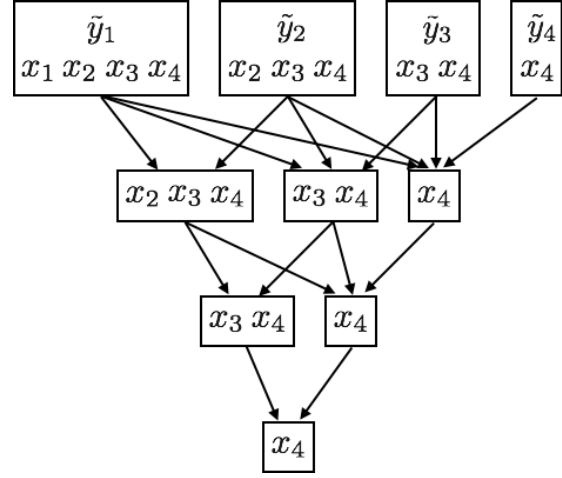 ỹ₁ ỹ₂ ỹ₃ ỹ₄
x₁ x₂ x₃ x₄ x₂ x₃ x₄ x₃ x₄ x₄
x₂ x₃ x₄ x₃ x₄ x₄
x₃ x₄ x₄
x₄